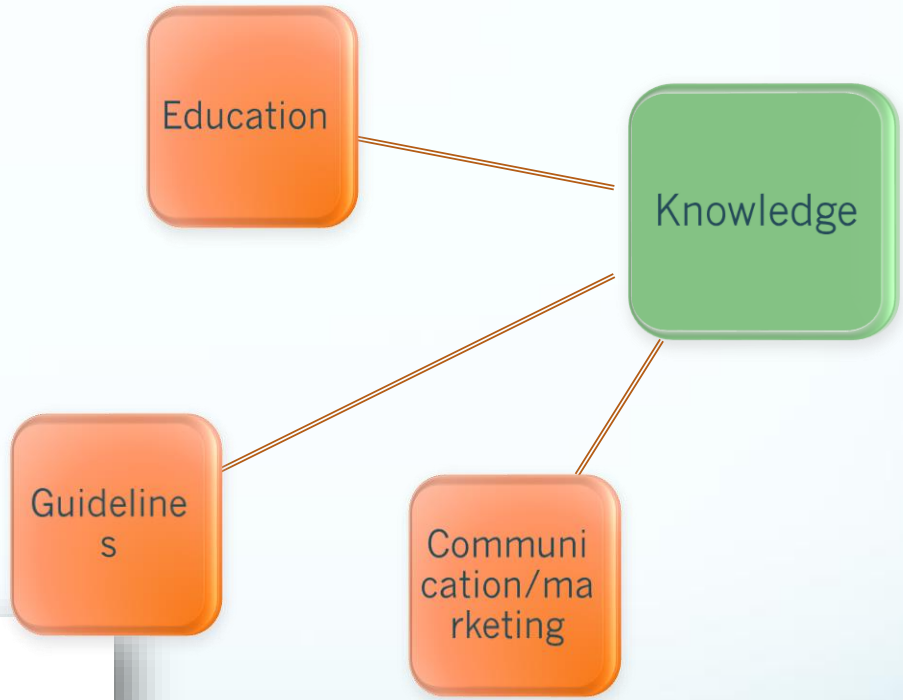 Education
Knowledge
Guideline
s
Communi
cation/ma
rketing